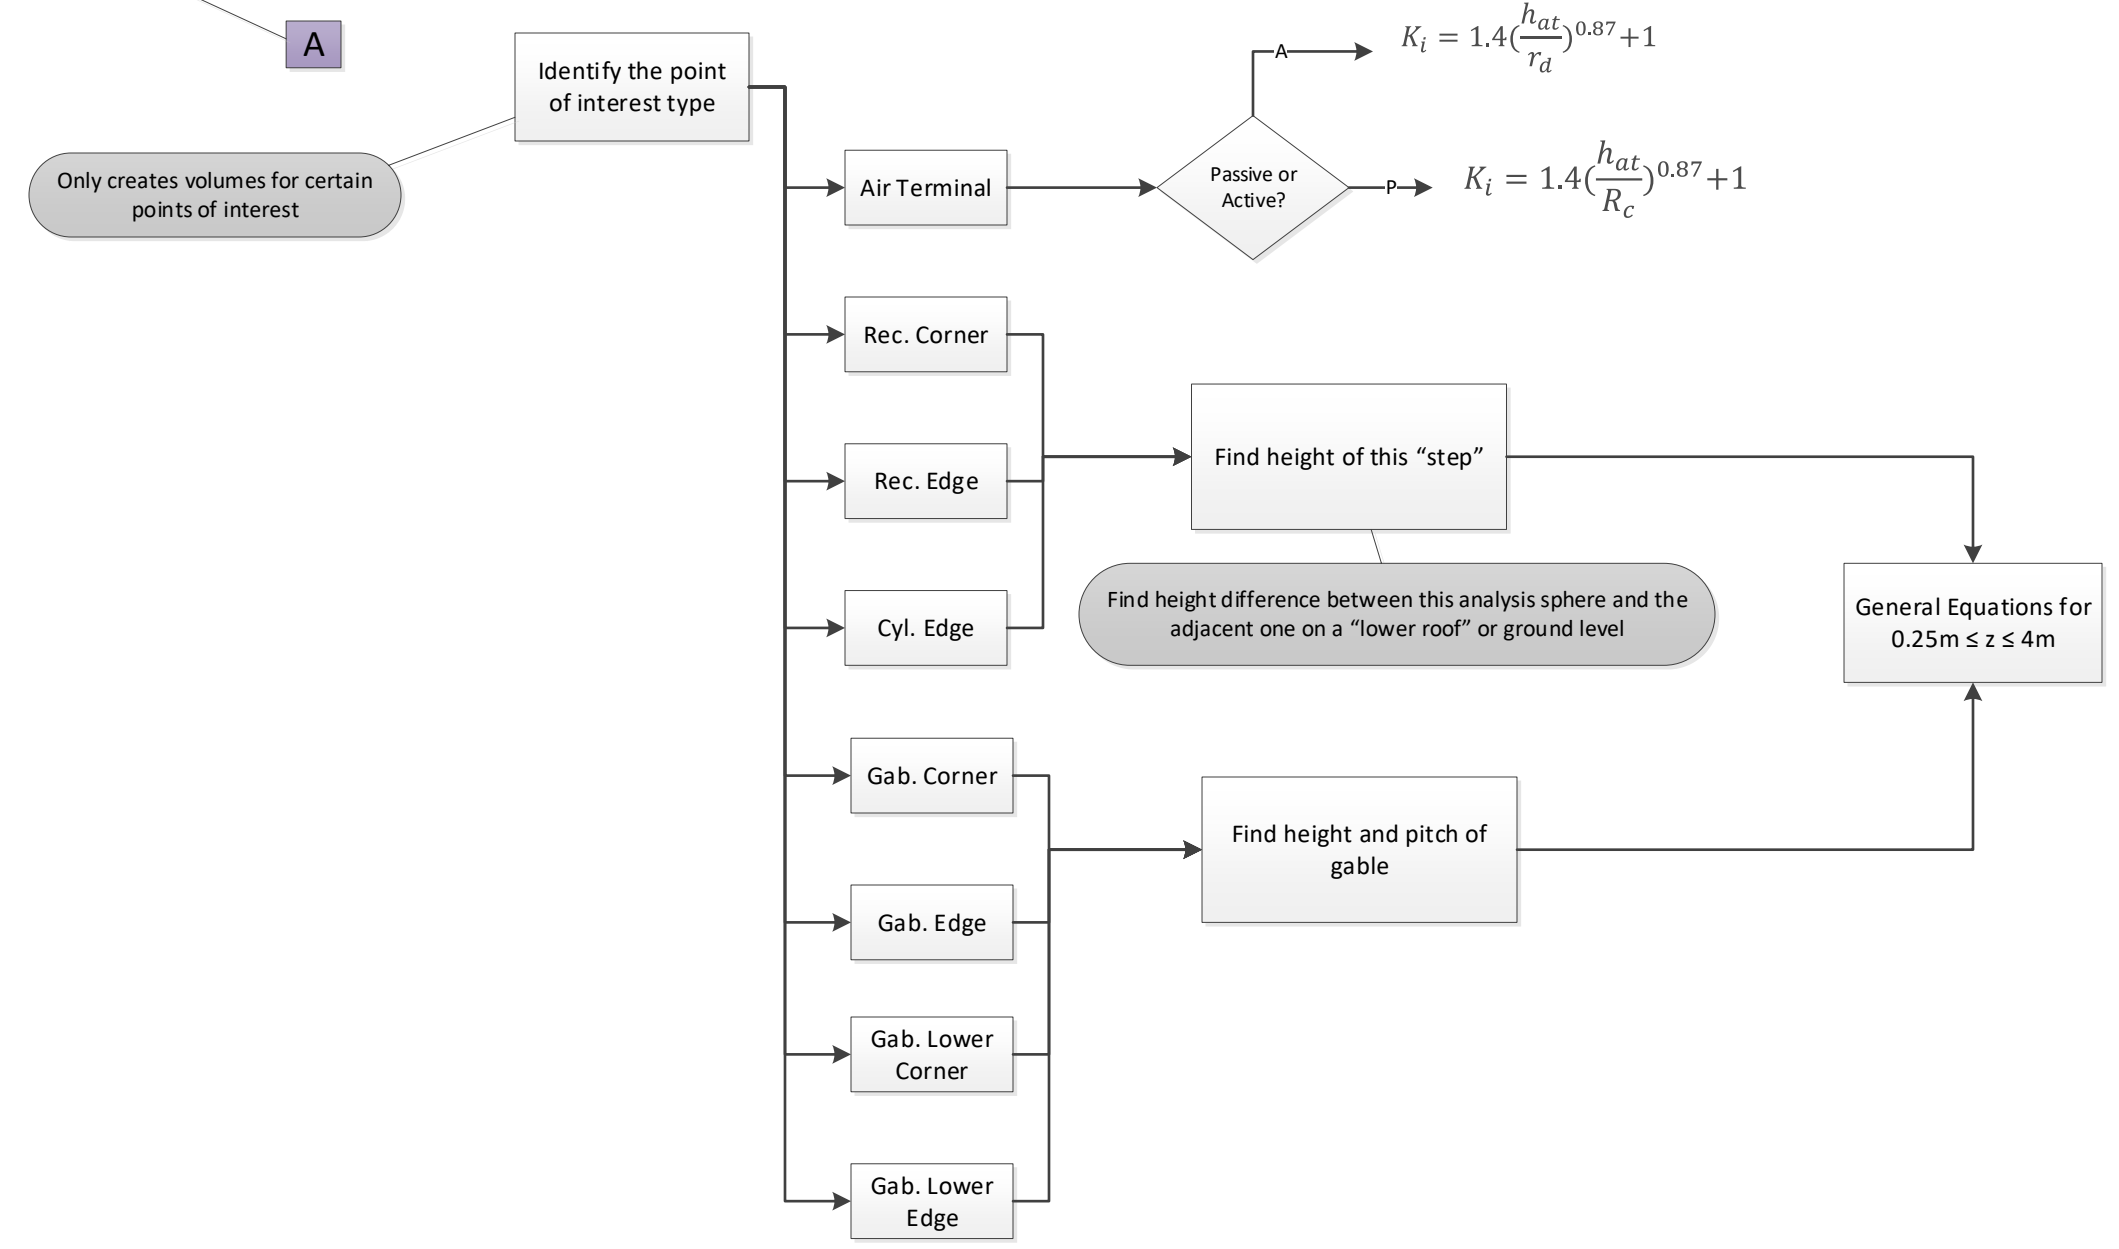 A
Identify the point
of interest type
Only creates volumes for certain
points of interest
Air Terminal
Passive or
Active?
A
K_i = 1.4(h_{at}/r_d)^{0.87}+1
P
K_i = 1.4(h_{at}/R_c)^{0.87}+1
Rec. Corner
Rec. Edge
Cyl. Edge
Find height of this “step”
Find height difference between this analysis sphere and the
adjacent one on a “lower roof” or ground level
General Equations for
0.25m ≤ z ≤ 4m
Gab. Corner
Gab. Edge
Gab. Lower
Corner
Gab. Lower
Edge
Find height and pitch of
gable